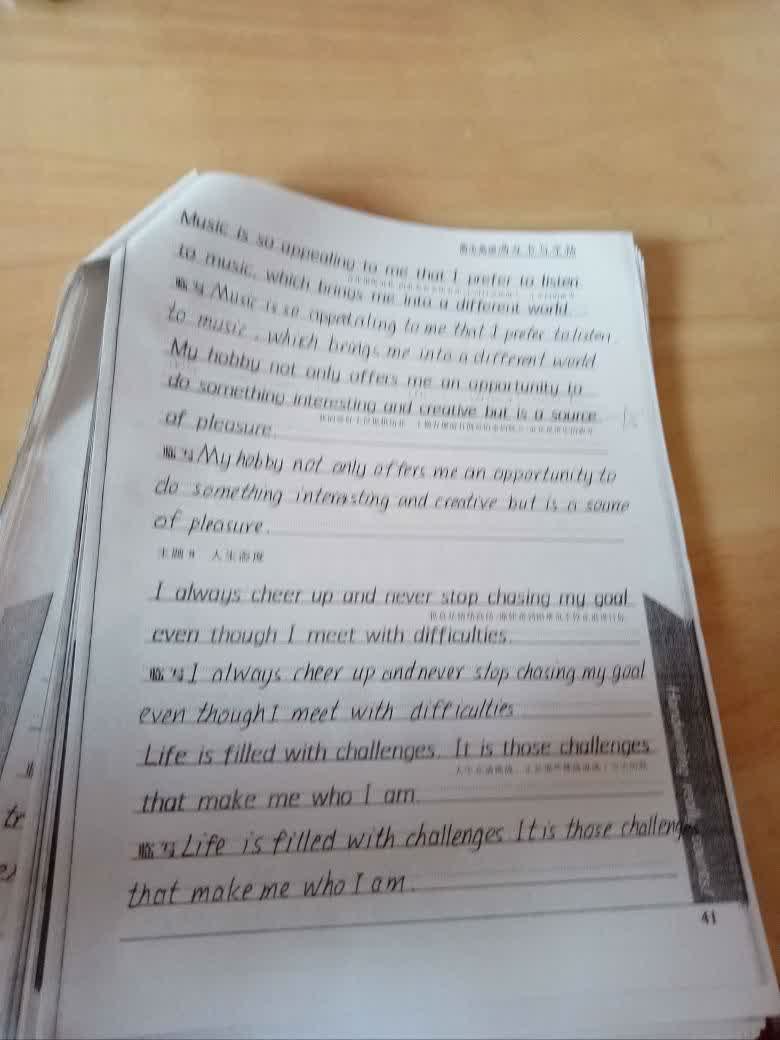 Music is so appealing to me that I prefer to listen
to music, which brings me into a different world.
临写 Music is so appetaling to me that I prefer to listen.
to music, which brings me into a different world
My hobby not only offers me an opportunity to
do something interesting and creative but is a source
of pleasure.
临写 My hobby not only offers me an opportunity to
do something interasting and creative but is a soune
of pleasure.
主题9 人生态度
I always cheer up and never stop chasing my goal
even though I meet with difficulties.
临写 I always cheer up and never stop chasing my goal
even though I meet with difficulties
Life is filled with challenges. It is those challenges
that make me who I am.
临写 Life is filled with challenges It is those challenges
that make me who I am.
41
tr